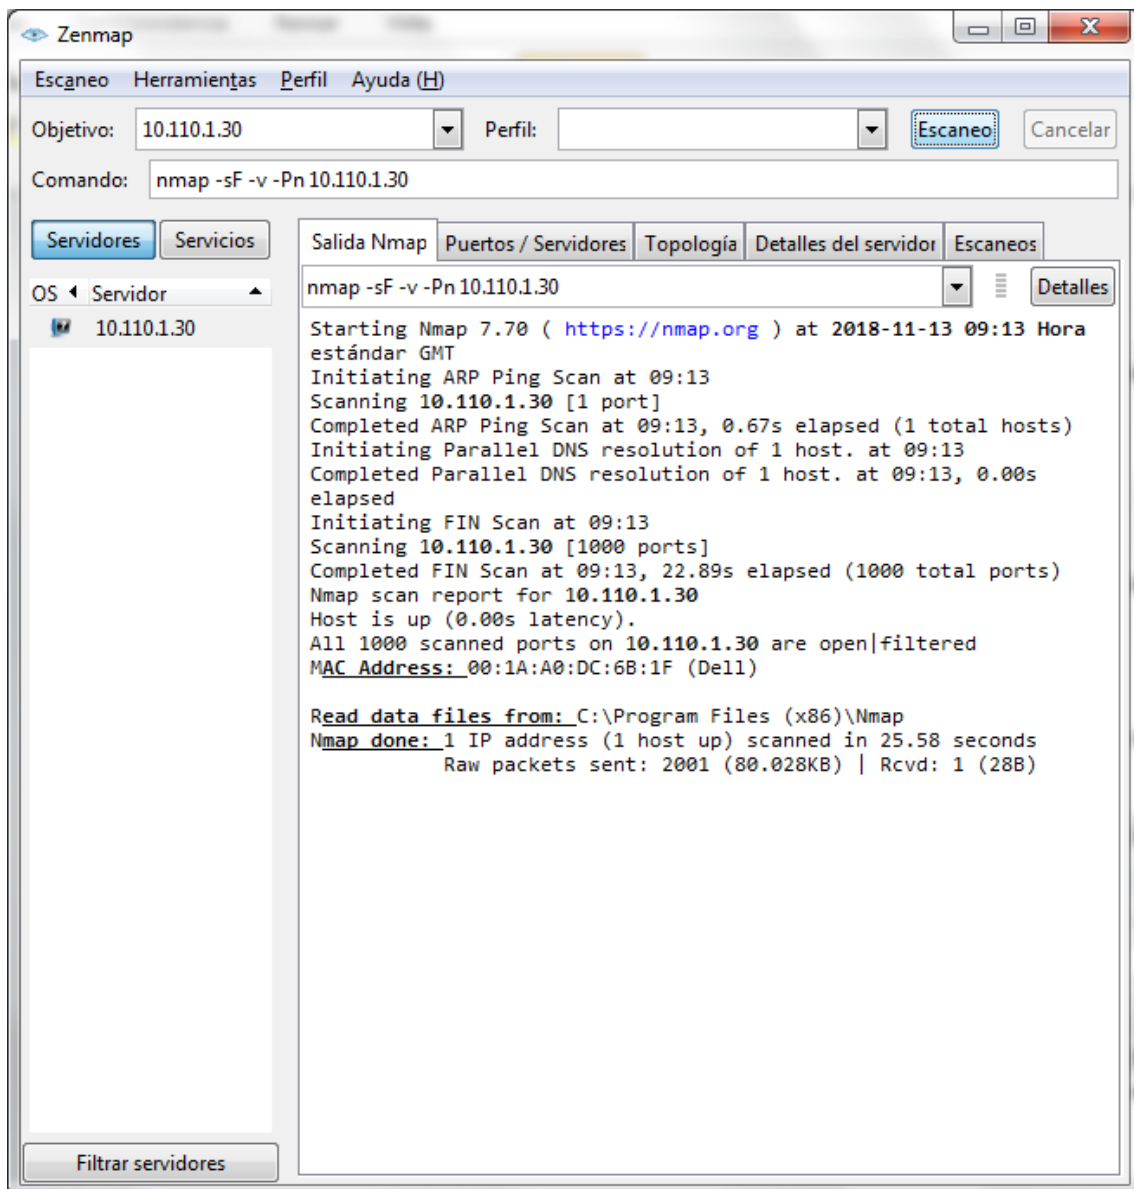 Zenmap
Escaneo Herramientas Perfil Ayuda (H)
Objetivo: 10.110.1.30 Perfil: Escaneo Cancelar
Comando: nmap -sF -v -Pn 10.110.1.30
Servidores Servicios
Salida Nmap Puertos / Servidores Topología Detalles del servidor Escaneos
nmap -sF -v -Pn 10.110.1.30 Detalles
OS Servidor
10.110.1.30
Starting Nmap 7.70 ( https://nmap.org ) at 2018-11-13 09:13 Hora
estándar GMT
Initiating ARP Ping Scan at 09:13
Scanning 10.110.1.30 [1 port]
Completed ARP Ping Scan at 09:13, 0.67s elapsed (1 total hosts)
Initiating Parallel DNS resolution of 1 host. at 09:13
Completed Parallel DNS resolution of 1 host. at 09:13, 0.00s
elapsed
Initiating FIN Scan at 09:13
Scanning 10.110.1.30 [1000 ports]
Completed FIN Scan at 09:13, 22.89s elapsed (1000 total ports)
Nmap scan report for 10.110.1.30
Host is up (0.00s latency).
All 1000 scanned ports on 10.110.1.30 are open|filtered
MAC Address: 00:1A:A0:DC:6B:1F (Dell)
Read data files from: C:\Program Files (x86)\Nmap
Nmap done: 1 IP address (1 host up) scanned in 25.58 seconds
Raw packets sent: 2001 (80.028KB) | Rcvd: 1 (28B)
Filtrar servidores